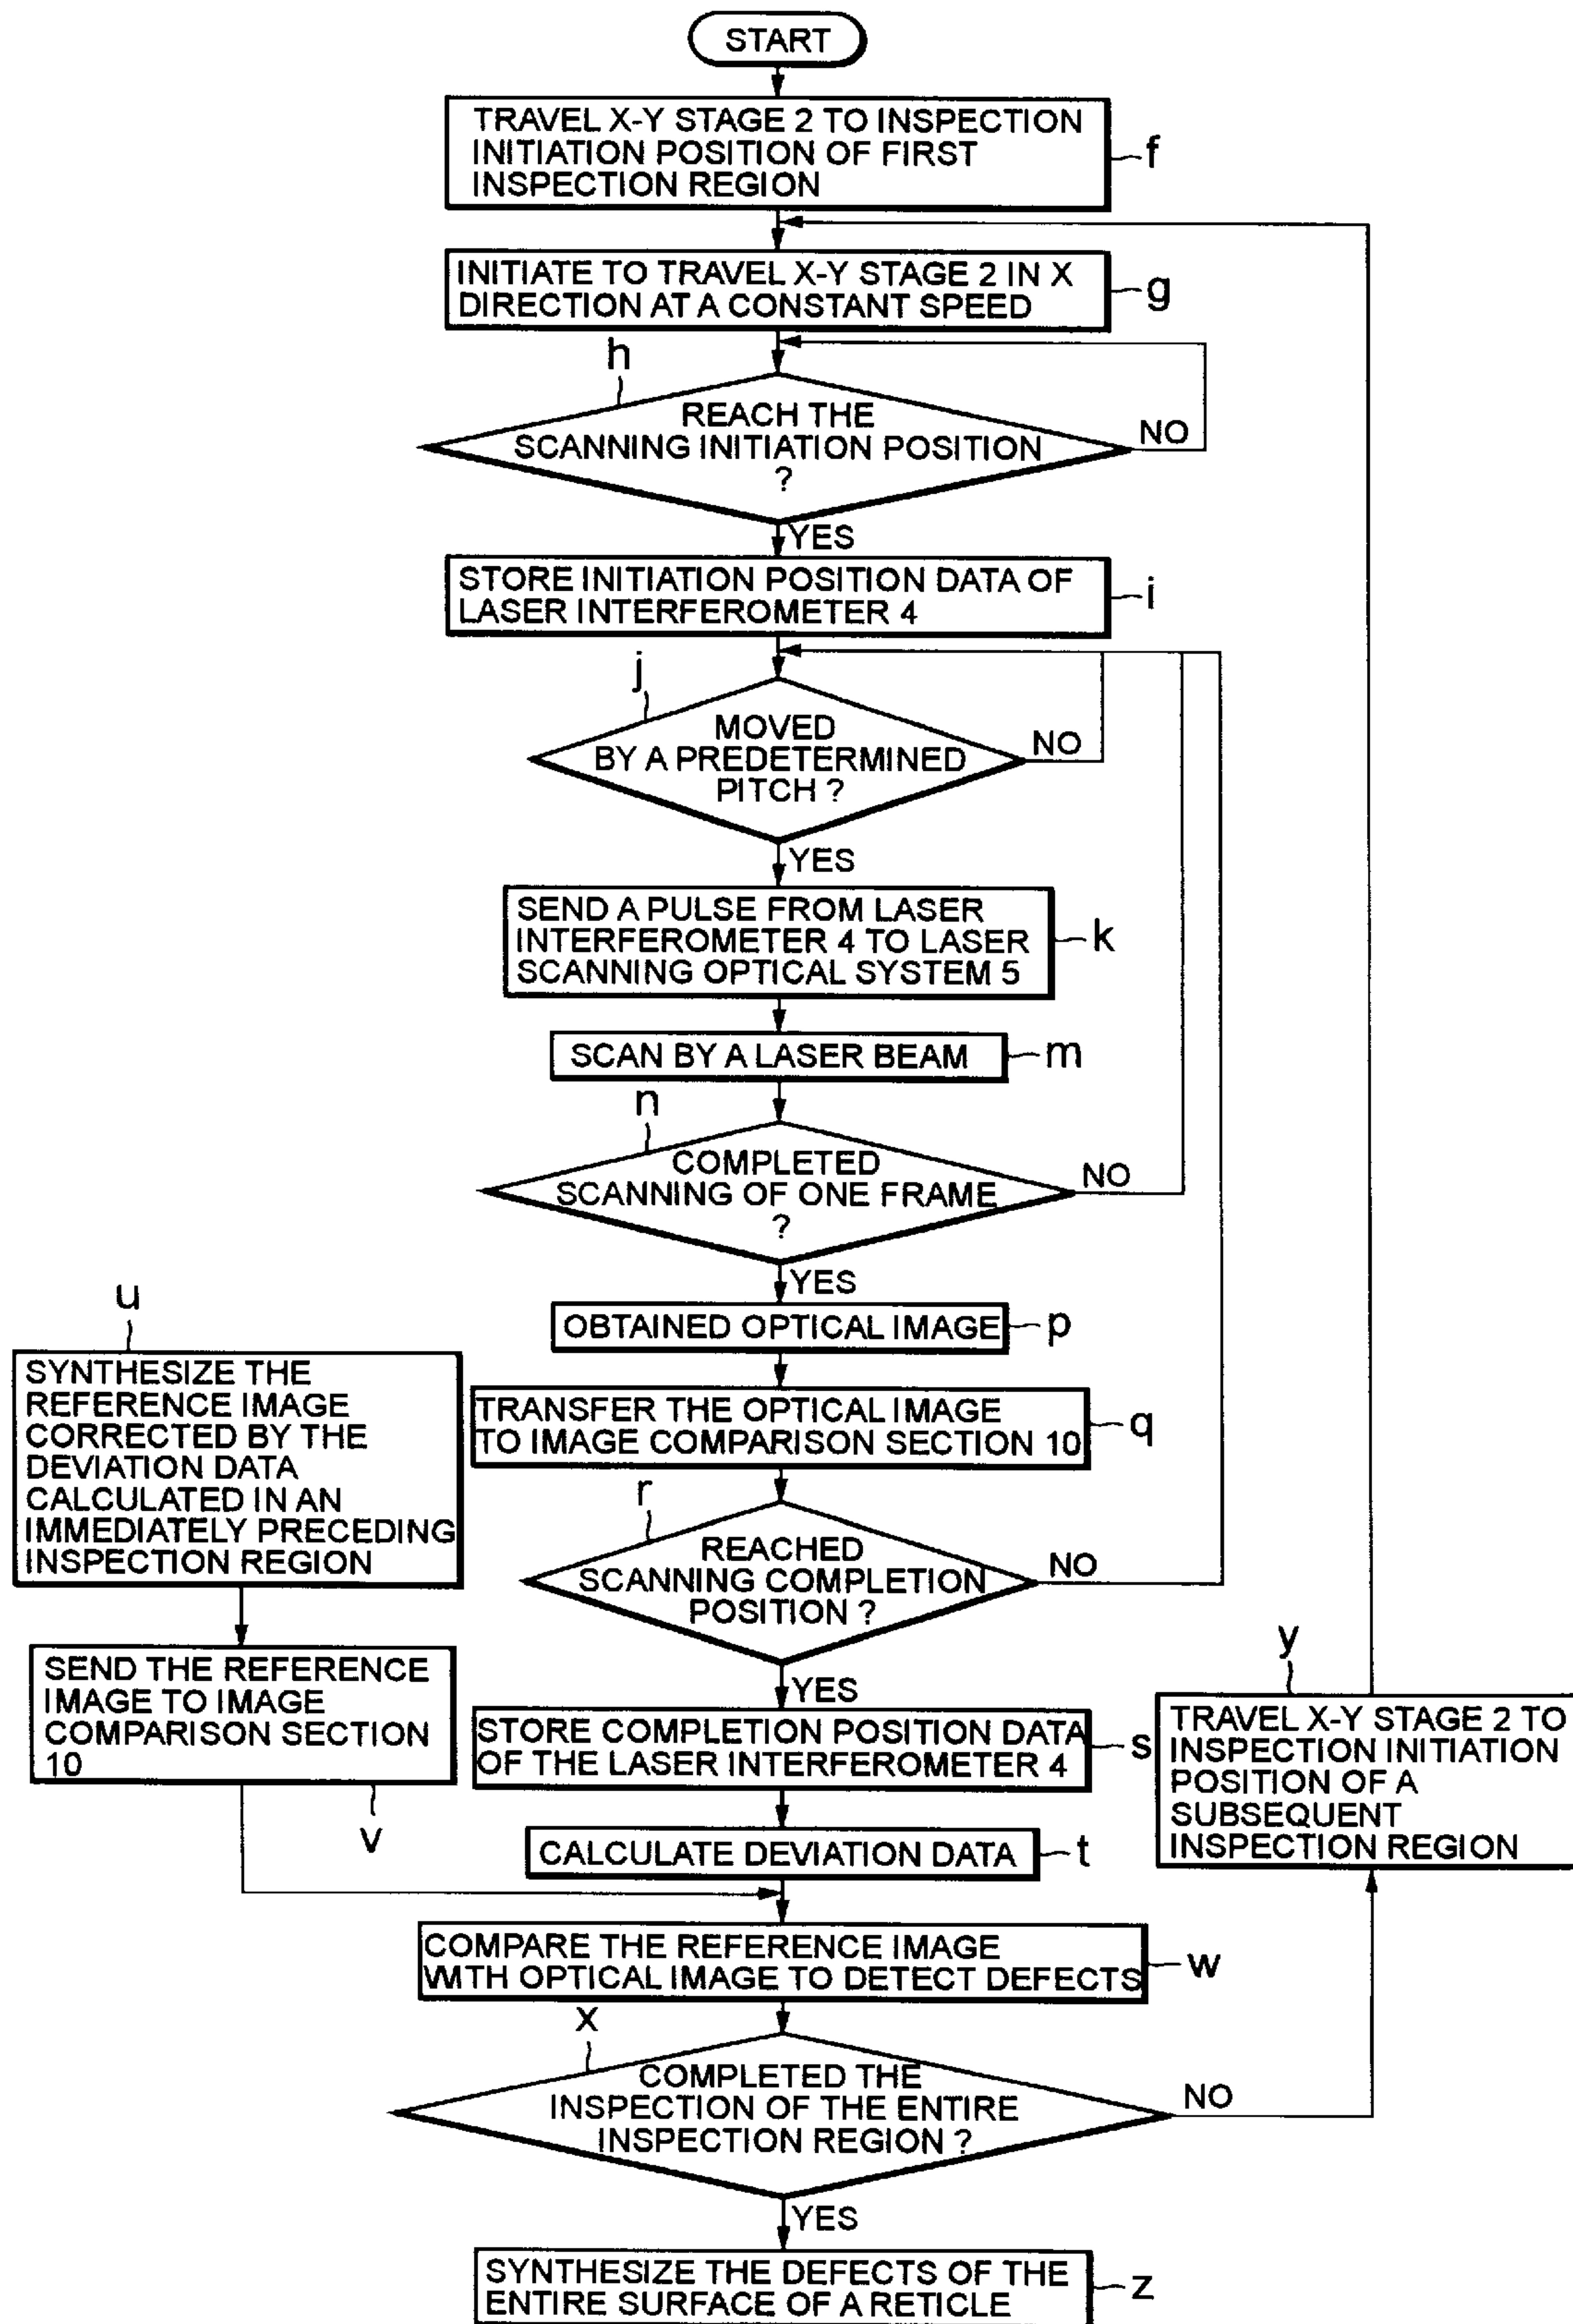 START
TRAVEL X-Y STAGE 2 TO INSPECTION
INITIATION POSITION OF FIRST
INSPECTION REGION
f
INITIATE TO TRAVEL X-Y STAGE 2 IN X
DIRECTION AT A CONSTANT SPEED
g
h
REACH THE
SCANNING INITIATION POSITION
?
NO
YES
STORE INITIATION POSITION DATA OF
LASER INTERFEROMETER 4
i
j
MOVED
BY A PREDETERMINED
PITCH ?
NO
YES
SEND A PULSE FROM LASER
INTERFEROMETER 4 TO LASER
SCANNING OPTICAL SYSTEM 5
k
SCAN BY A LASER BEAM
m
n
COMPLETED
SCANNING OF ONE FRAME
?
NO
YES
OBTAINED OPTICAL IMAGE
p
u
SYNTHESIZE THE
REFERENCE IMAGE
CORRECTED BY THE
DEVIATION DATA
CALCULATED IN AN
IMMEDIATELY PRECEDING
INSPECTION REGION
TRANSFER THE OPTICAL IMAGE
TO IMAGE COMPARISON SECTION 10
q
r
REACHED
SCANNING COMPLETION
POSITION ?
NO
YES
SEND THE REFERENCE
IMAGE TO IMAGE
COMPARISON SECTION
10
v
STORE COMPLETION POSITION DATA
OF THE LASER INTERFEROMETER 4
s
y
TRAVEL X-Y STAGE 2 TO
INSPECTION INITIATION
POSITION OF A
SUBSEQUENT
INSPECTION REGION
CALCULATE DEVIATION DATA
t
COMPARE THE REFERENCE IMAGE
WITH OPTICAL IMAGE TO DETECT DEFECTS
w
x
COMPLETED THE
INSPECTION OF THE ENTIRE
INSPECTION REGION ?
NO
YES
SYNTHESIZE THE DEFECTS OF THE
ENTIRE SURFACE OF A RETICLE
z